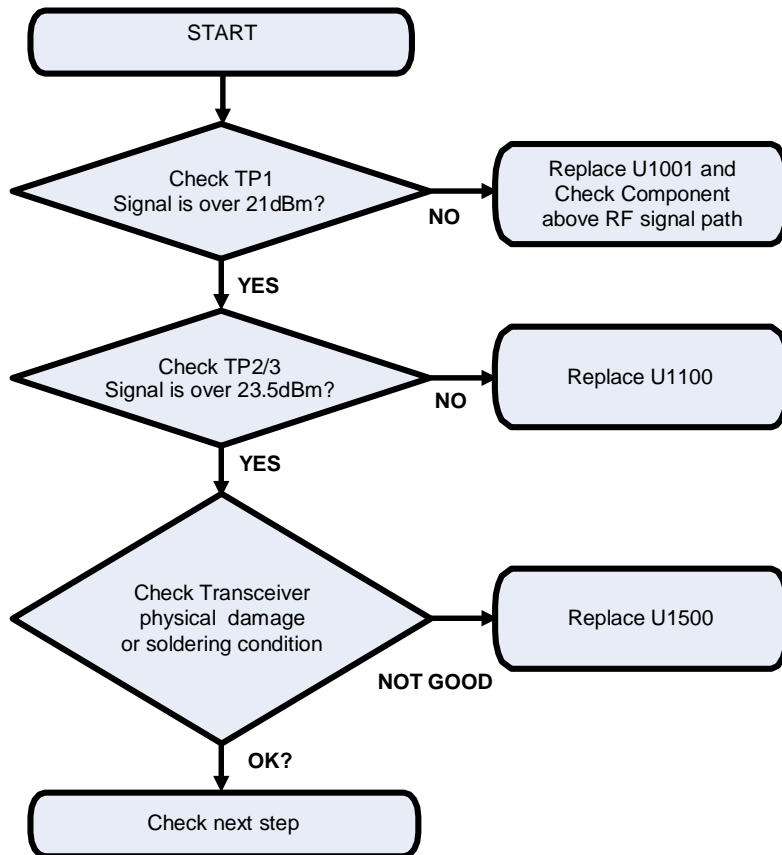 START
Check TP1
Signal is over 21dBm?
NO
Replace U1001 and
Check Component
above RF signal path
YES
Check TP2/3
Signal is over 23.5dBm?
NO
Replace U1100
YES
Check Transceiver
physical damage
or soldering condition
NOT GOOD
Replace U1500
OK?
Check next step